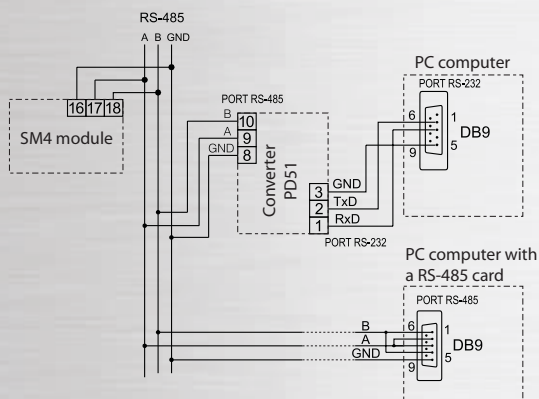 RS-485
A B GND
16 17 18
SM4 module
PORT RS-485
B 10
A 9
GND 8
Converter
PD51
3 GND
2 TxD
1 RxD
PORT RS-232
PC computer
PORT RS-232
6 1
DB9
9 5
PC computer with
a RS-485 card
PORT RS-485
B 6 1
A DB9
GND 5
9